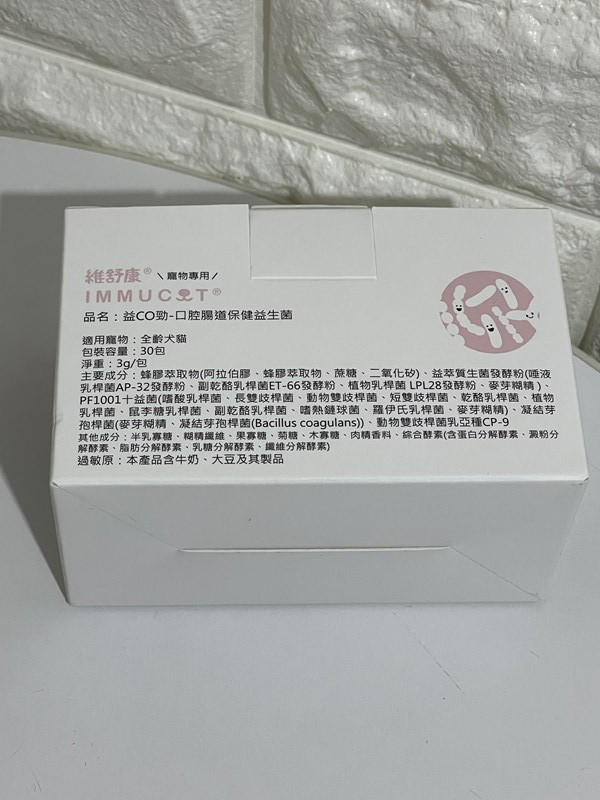 維舒康® \ 寵物專用 /
IMMUCAT®
品名：益CO勁-口腔腸道保健益生菌
適用寵物：全齡犬貓
包裝容量：30包
淨重：3g/包
主要成分：蜂膠萃取物(阿拉伯膠、蜂膠萃取物、蔗糖、二氧化矽)、益萃質益生菌發酵粉(唾液
乳桿菌AP-32發酵粉、副乾酪乳桿菌ET-66發酵粉、植物乳桿菌 LPL28發酵粉、麥芽糊精 )、
PF1001十益菌(嗜酸乳桿菌、長雙歧桿菌、動物雙歧桿菌、短雙歧桿菌、乾酪乳桿菌、植物
乳桿菌、鼠李糖乳桿菌、副乾酪乳桿菌、嗜熱鏈球菌、羅伊氏乳桿菌、麥芽糊精)、凝結芽
孢桿菌(麥芽糊精、凝結芽孢桿菌(Bacillus coagulans))、動物雙歧桿菌乳亞種CP-9
其他成分：半乳寡糖、糊精纖維、果寡糖、菊糖、木寡糖、肉精香料、綜合酵素(含蛋白分解酵素、澱粉分
解酵素、脂肪分解酵素、乳糖分解酵素、纖維分解酵素)
過敏原：本產品含牛奶、大豆及其製品